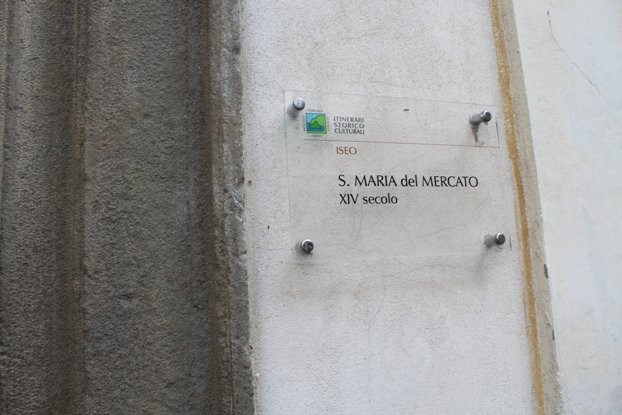 ITINERARI
STORICO
CULTURALI
ISEO
S. MARIA del MERCATO
XIV secolo